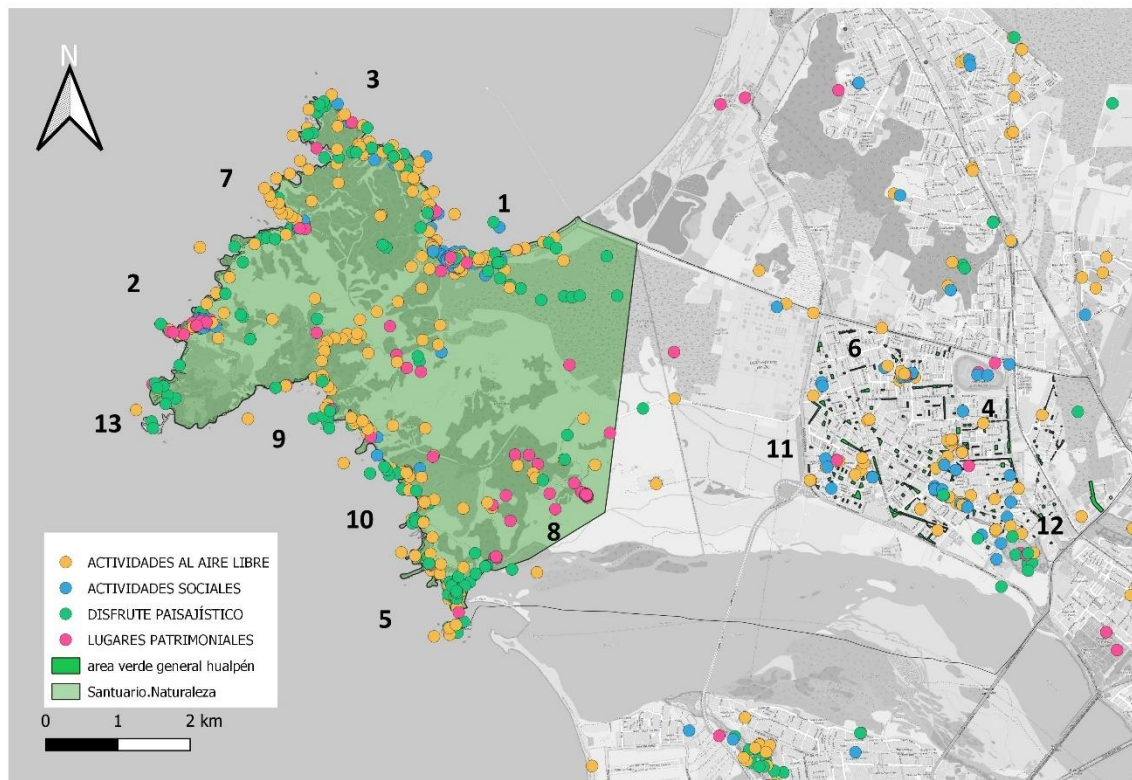 N
3
7
1
2
6
4
13
9
11
10
8
12
5
ACTIVIDADES AL AIRE LIBRE
ACTIVIDADES SOCIALES
DISFRUTE PAISAJÍSTICO
LUGARES PATRIMONIALES
area verde general hualpén
Santuario.Naturaleza
0 1 2 km